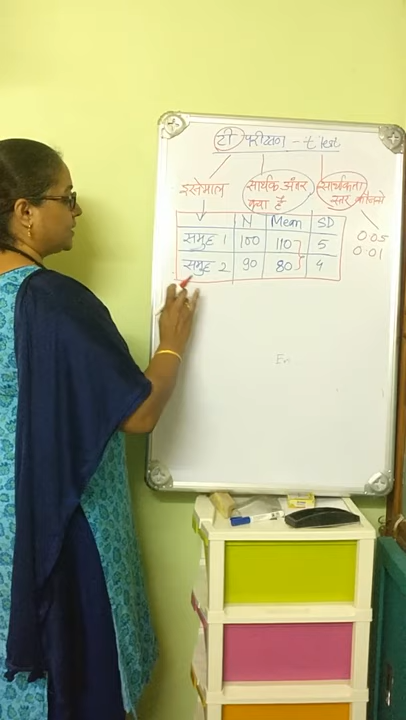 टी परीक्षण - t test
इस्तेमाल
सार्थक अंतर क्या है
सार्थकता स्तर जाँचने
N Mean SD
समुह 1 100 110 5
समुह 2 90 80 4
0.05
0.01
En